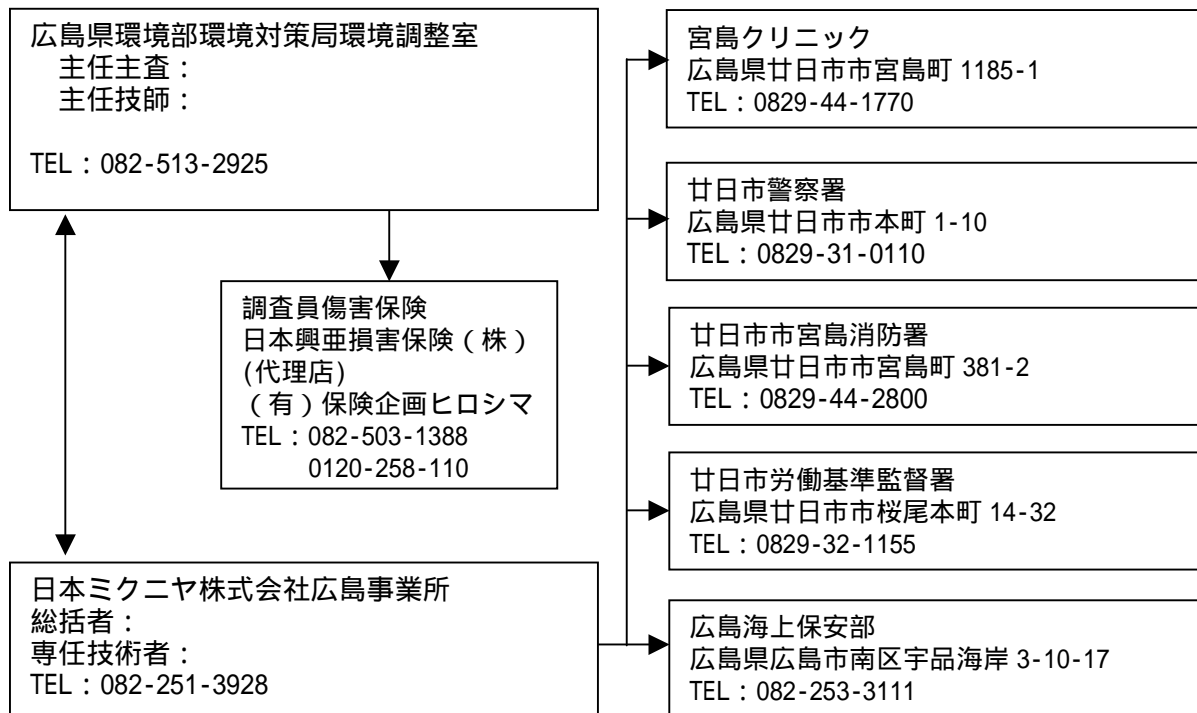 広島県環境部環境対策局環境調整室
主任主査：
主任技師：
TEL：082-513-2925
調査員傷害保険
日本興亜損害保険（株）
(代理店)
（有）保険企画ヒロシマ
TEL：082-503-1388
0120-258-110
日本ミクニヤ株式会社広島事業所
総括者：
専任技術者：
TEL：082-251-3928
宮島クリニック
広島県廿日市市宮島町 1185-1
TEL：0829-44-1770
廿日市警察署
広島県廿日市市本町 1-10
TEL：0829-31-0110
廿日市市宮島消防署
広島県廿日市市宮島町 381-2
TEL：0829-44-2800
廿日市労働基準監督署
広島県廿日市市桜尾本町 14-32
TEL：0829-32-1155
広島海上保安部
広島県広島市南区宇品海岸 3-10-17
TEL：082-253-3111